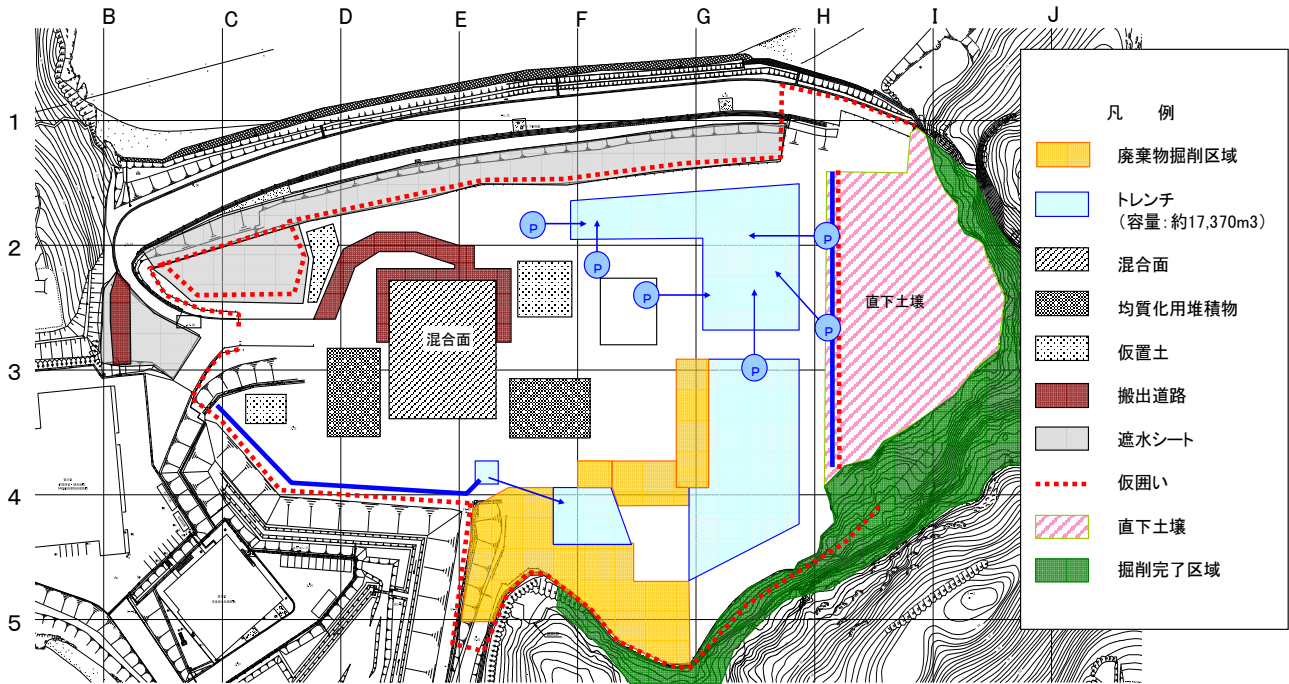 B C D E F G H I J
1
2
3
4
5
P
P
P
P
P
P
混合面
直下土壌
凡 例
廃棄物掘削区域
トレンチ
(容量：約17,370m3)
混合面
均質化用堆積物
仮置土
搬出道路
遮水シート
仮囲い
直下土壌
掘削完了区域